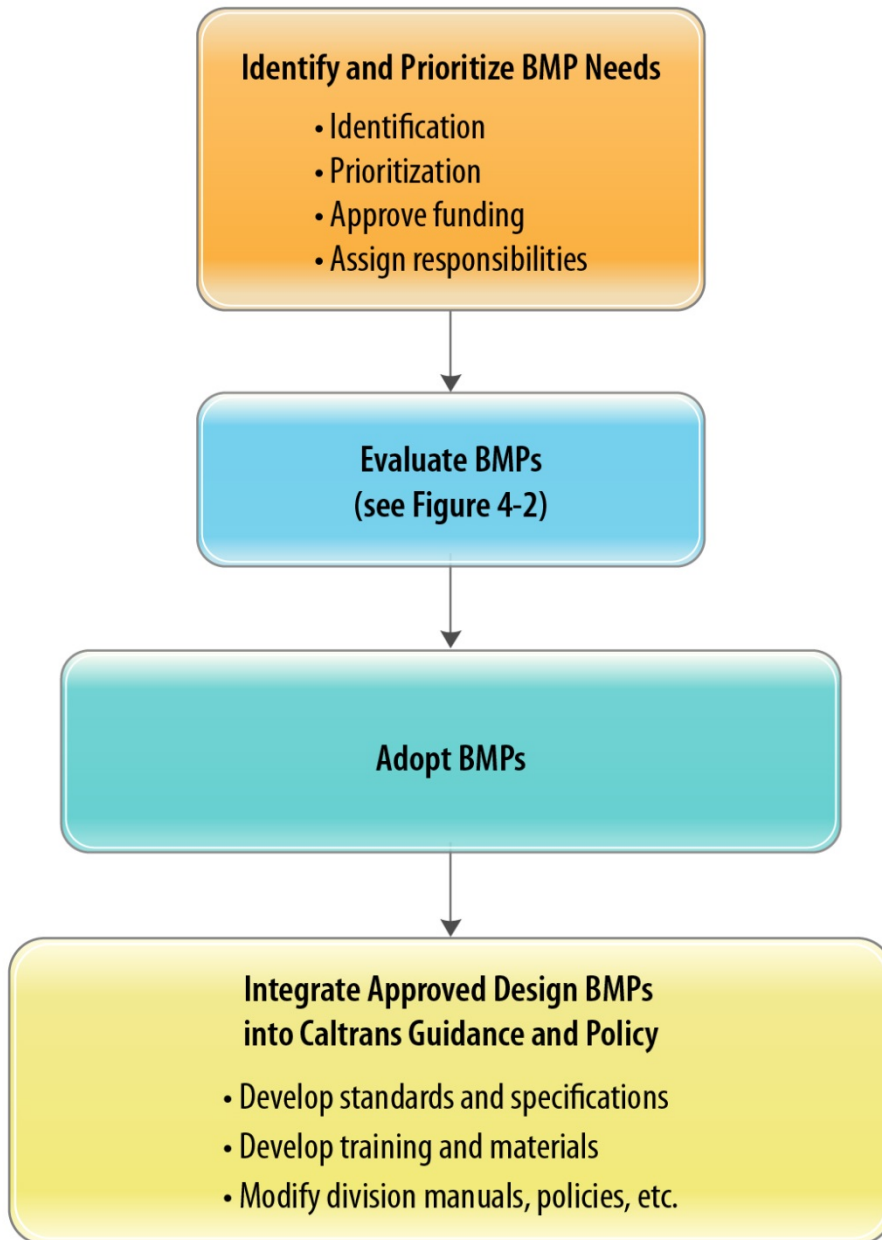 Identify and Prioritize BMP Needs
• Identification
• Prioritization
• Approve funding
• Assign responsibilities
Evaluate BMPs
(see Figure 4-2)
Adopt BMPs
Integrate Approved Design BMPs
into Caltrans Guidance and Policy
• Develop standards and specifications
• Develop training and materials
• Modify division manuals, policies, etc.